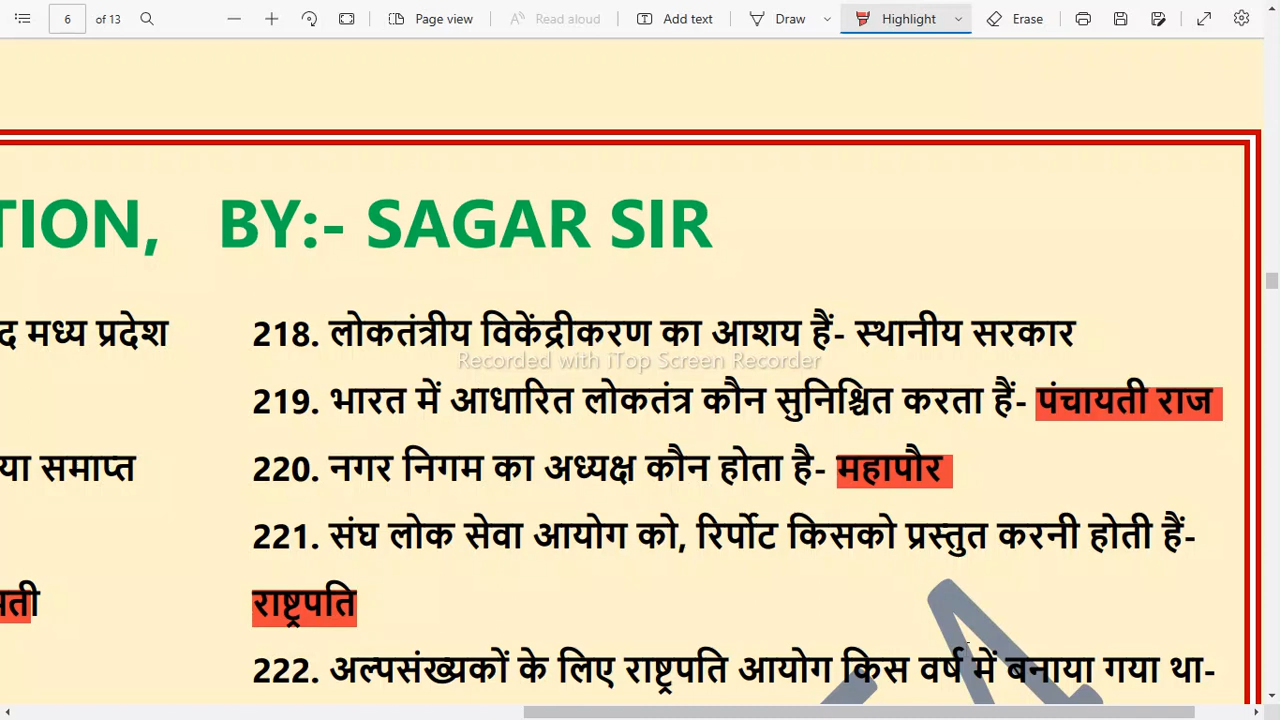 6 of 13 Page view Read aloud Add text Draw Highlight Erase
TION, BY:- SAGAR SIR
द मध्य प्रदेश
218. लोकतंत्रीय विकेंद्रीकरण का आशय हैं- स्थानीय सरकार
Recorded with iTop Screen Recorder
219. भारत में आधारित लोकतंत्र कौन सुनिश्चित करता हैं- पंचायती राज
या समाप्त
220. नगर निगम का अध्यक्ष कौन होता है- महापौर
221. संघ लोक सेवा आयोग को, रिर्पोट किसको प्रस्तुत करनी होती हैं-
राष्ट्रपति
222. अल्पसंख्यकों के लिए राष्ट्रपति आयोग किस वर्ष में बनाया गया था-